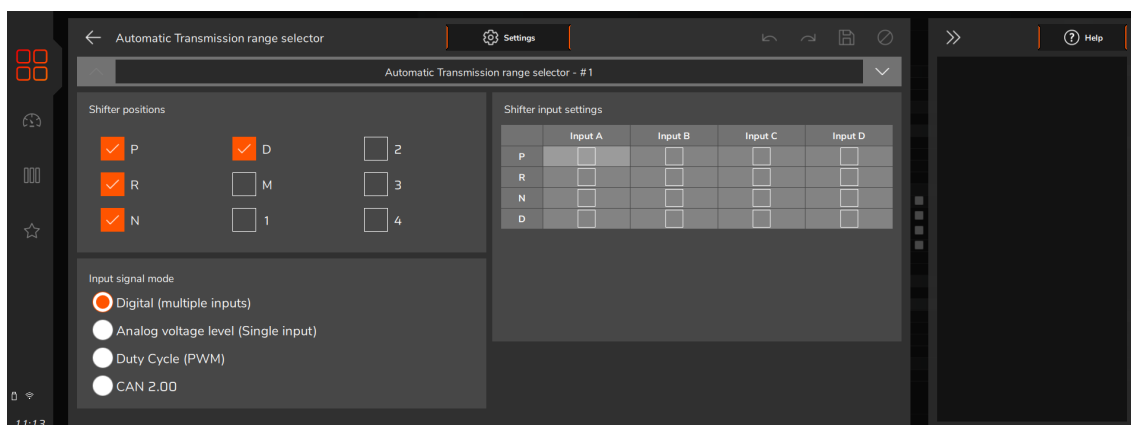 Automatic Transmission range selector
Settings
Help
Automatic Transmission range selector - #1
Shifter positions
P D 2
R M 3
N 1 4
Shifter input settings
Input A Input B Input C Input D
P
R
N
D
Input signal mode
Digital (multiple inputs)
Analog voltage level (Single input)
Duty Cycle (PWM)
CAN 2.00
11:13